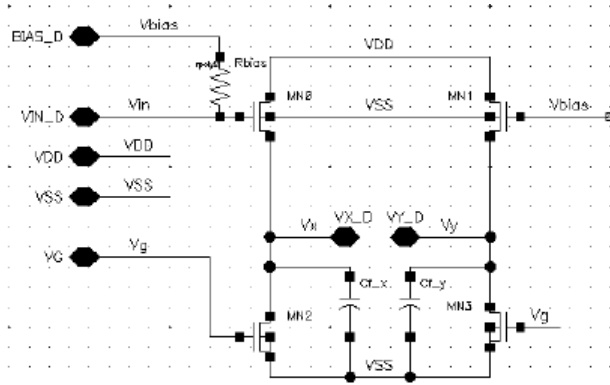 BIAS_D Vbias
VDD
Rbias
MN0 MN1
VIN_D Vin VSS Vbias
VDD VDD
VSS VSS
Vx VX_D VY_D Vy
VG Vg
Cf_x Cf_y
MN2 MN3
Vg
VSS